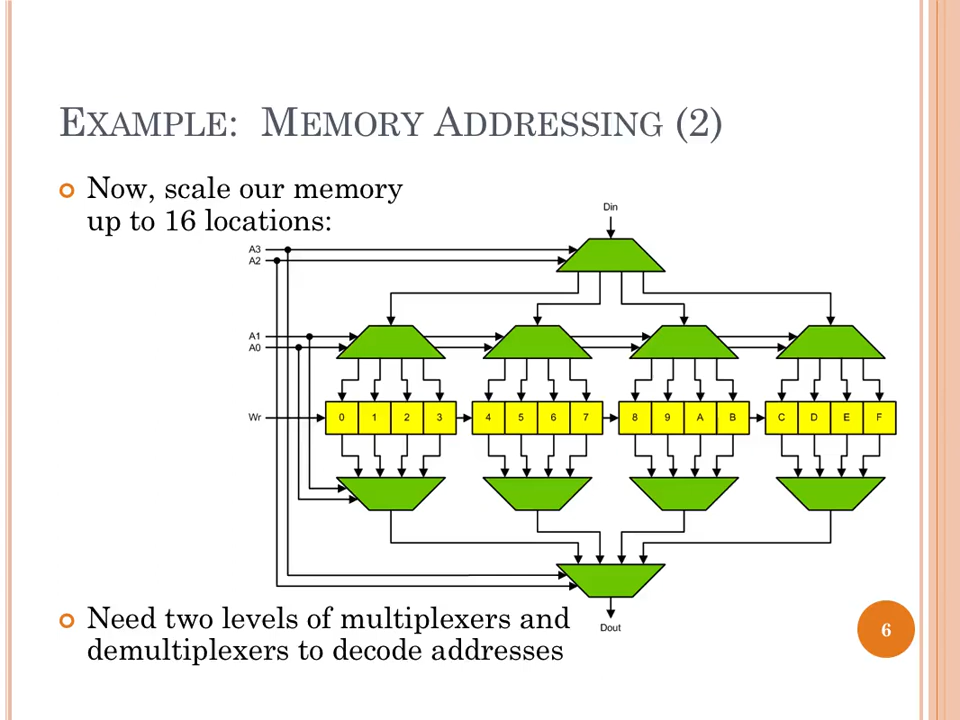 EXAMPLE: MEMORY ADDRESSING (2)
Now, scale our memory
up to 16 locations:
Din
A3
A2
A1
A0
Wr
0 1 2 3 4 5 6 7 8 9 A B C D E F
Dout
Need two levels of multiplexers and
demultiplexers to decode addresses
6